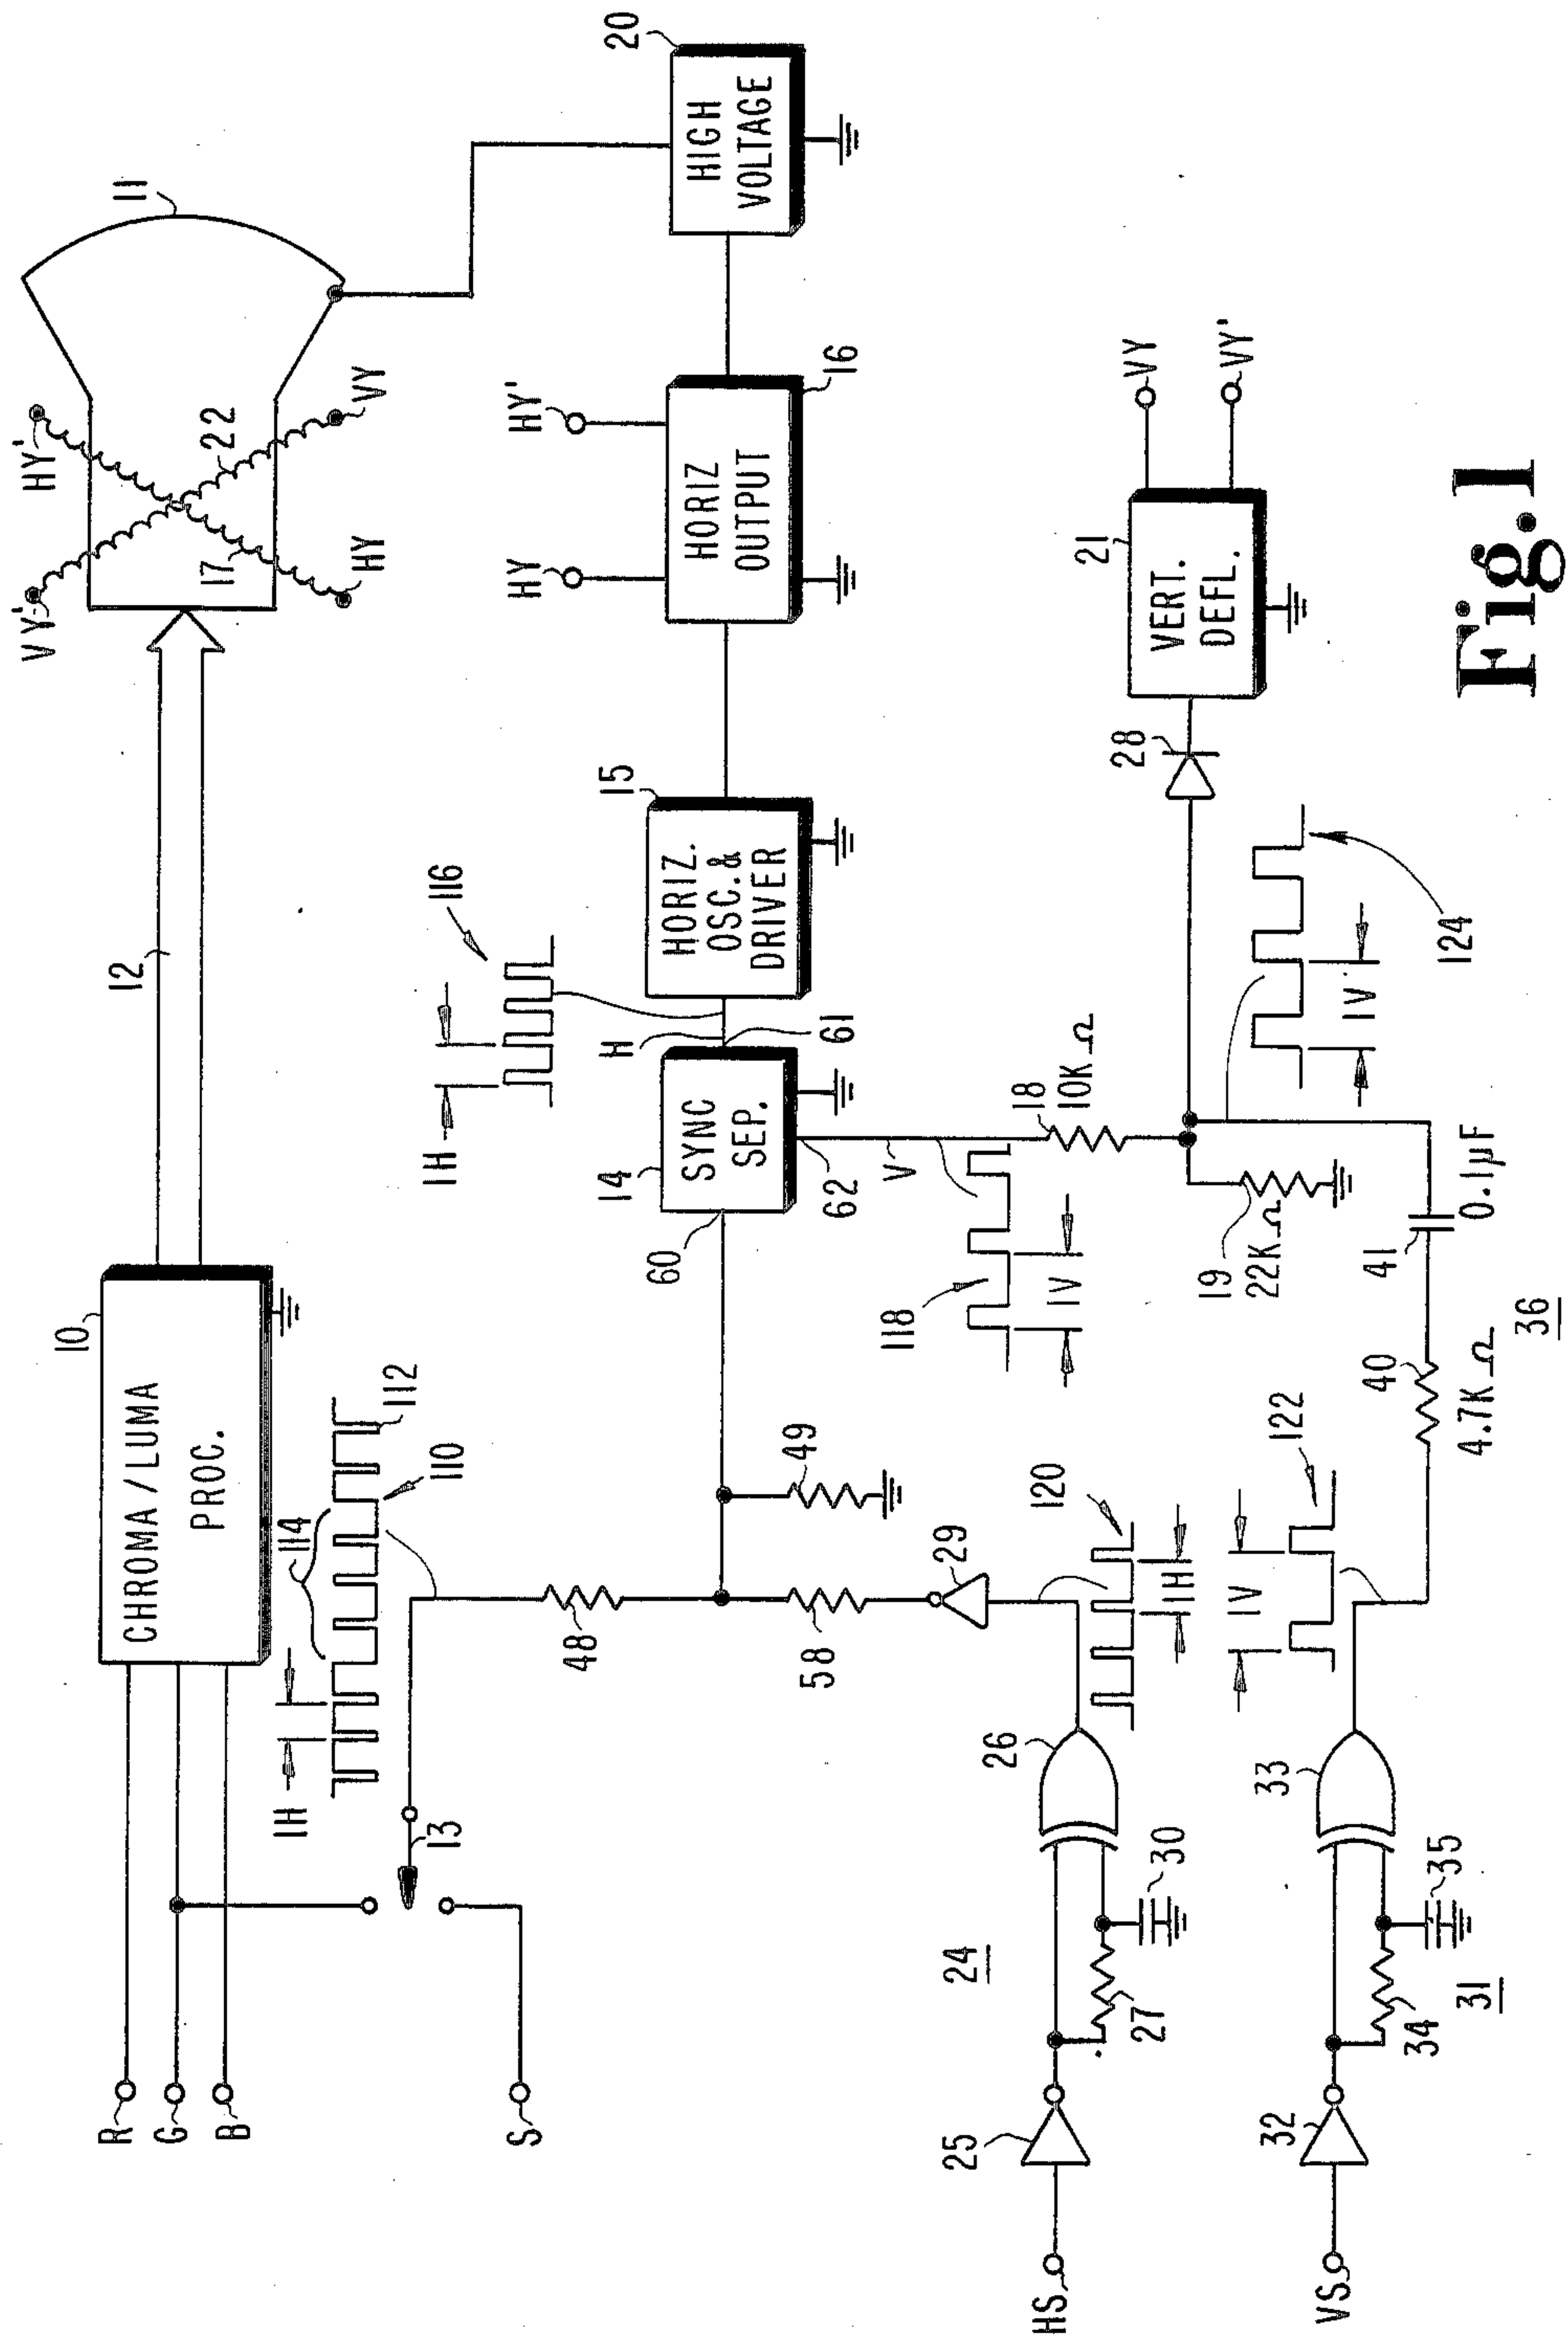 R
G
B
S
HS
VS
10
CHROMA / LUMA
PROC.
12
VY'
HY'
22
17
HY
VY
11
1H
114
112
110
13
48
58
49
29
60
14
SYNC
SEP.
62
61
H
1H
116
15
HORIZ.
OSC. &
DRIVER
HY
HY'
HORIZ
OUTPUT
16
20
HIGH
VOLTAGE
V
118
1V
18
10K Ω
19
22K Ω
28
21
VERT.
DEFL.
VY
VY'
1V
124
24
25
27
30
26
120
1H
31
32
34
35
33
1V
122
40
4.7K Ω
41
0.1µF
36
Fig.1